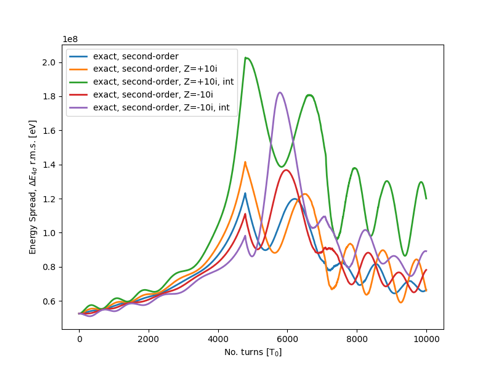 1e8
2.0
1.8
1.6
1.4
1.2
1.0
0.8
0.6
Energy Spread, ΔE₄σ r.m.s. [eV]
exact, second-order
exact, second-order, Z=+10i
exact, second-order, Z=+10i, int
exact, second-order, Z=-10i
exact, second-order, Z=-10i, int
0 2000 4000 6000 8000 10000
No. turns [T₀]